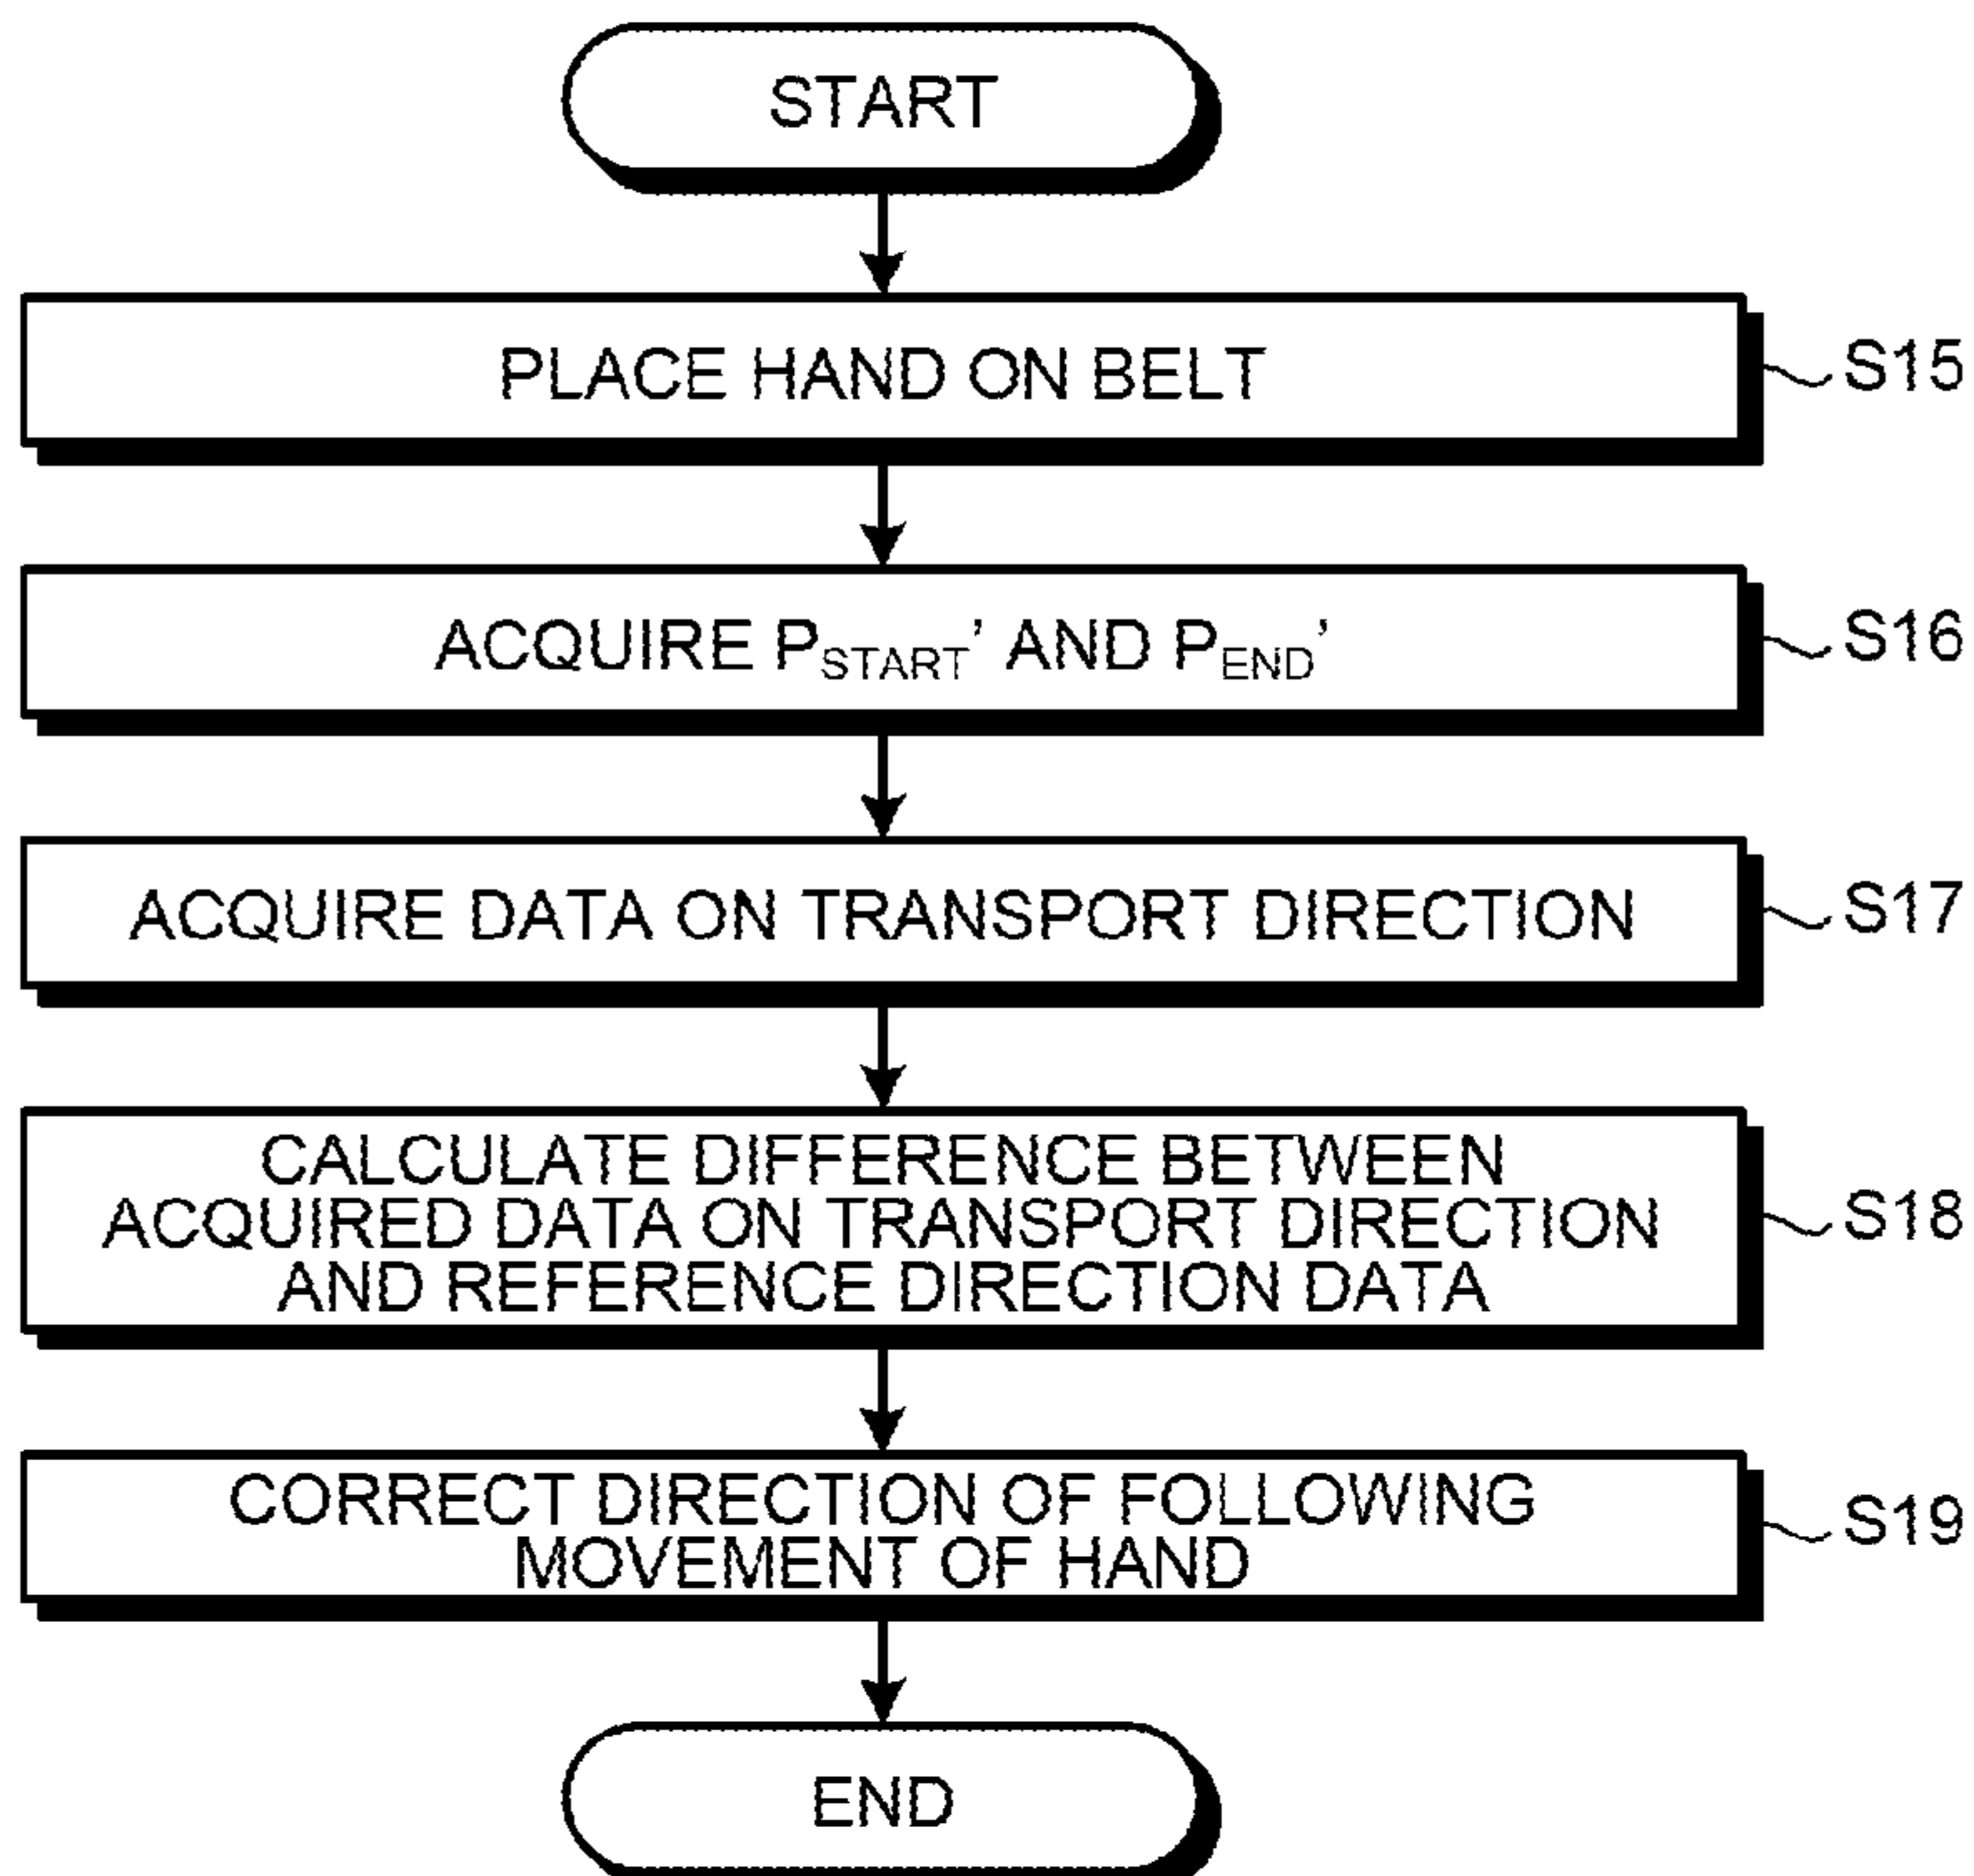 START
PLACE HAND ON BELT
S15
ACQUIRE PSTART’ AND PEND’
S16
ACQUIRE DATA ON TRANSPORT DIRECTION
S17
CALCULATE DIFFERENCE BETWEEN
ACQUIRED DATA ON TRANSPORT DIRECTION
AND REFERENCE DIRECTION DATA
S18
CORRECT DIRECTION OF FOLLOWING
MOVEMENT OF HAND
S19
END